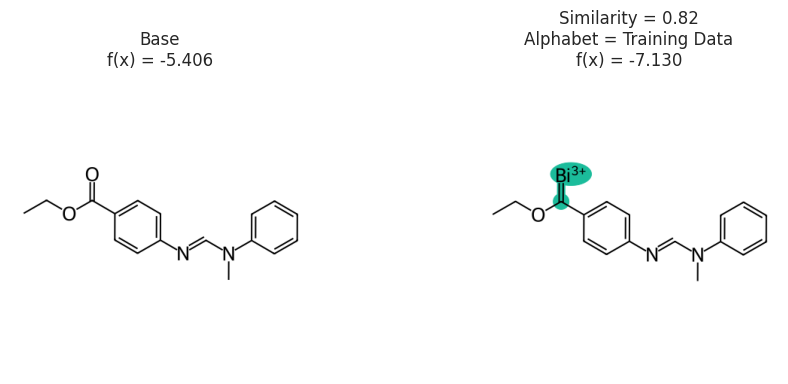 Base
f(x) = -5.406
Similarity = 0.82
Alphabet = Training Data
f(x) = -7.130
O
O
N
N
Bi3+
O
N
N